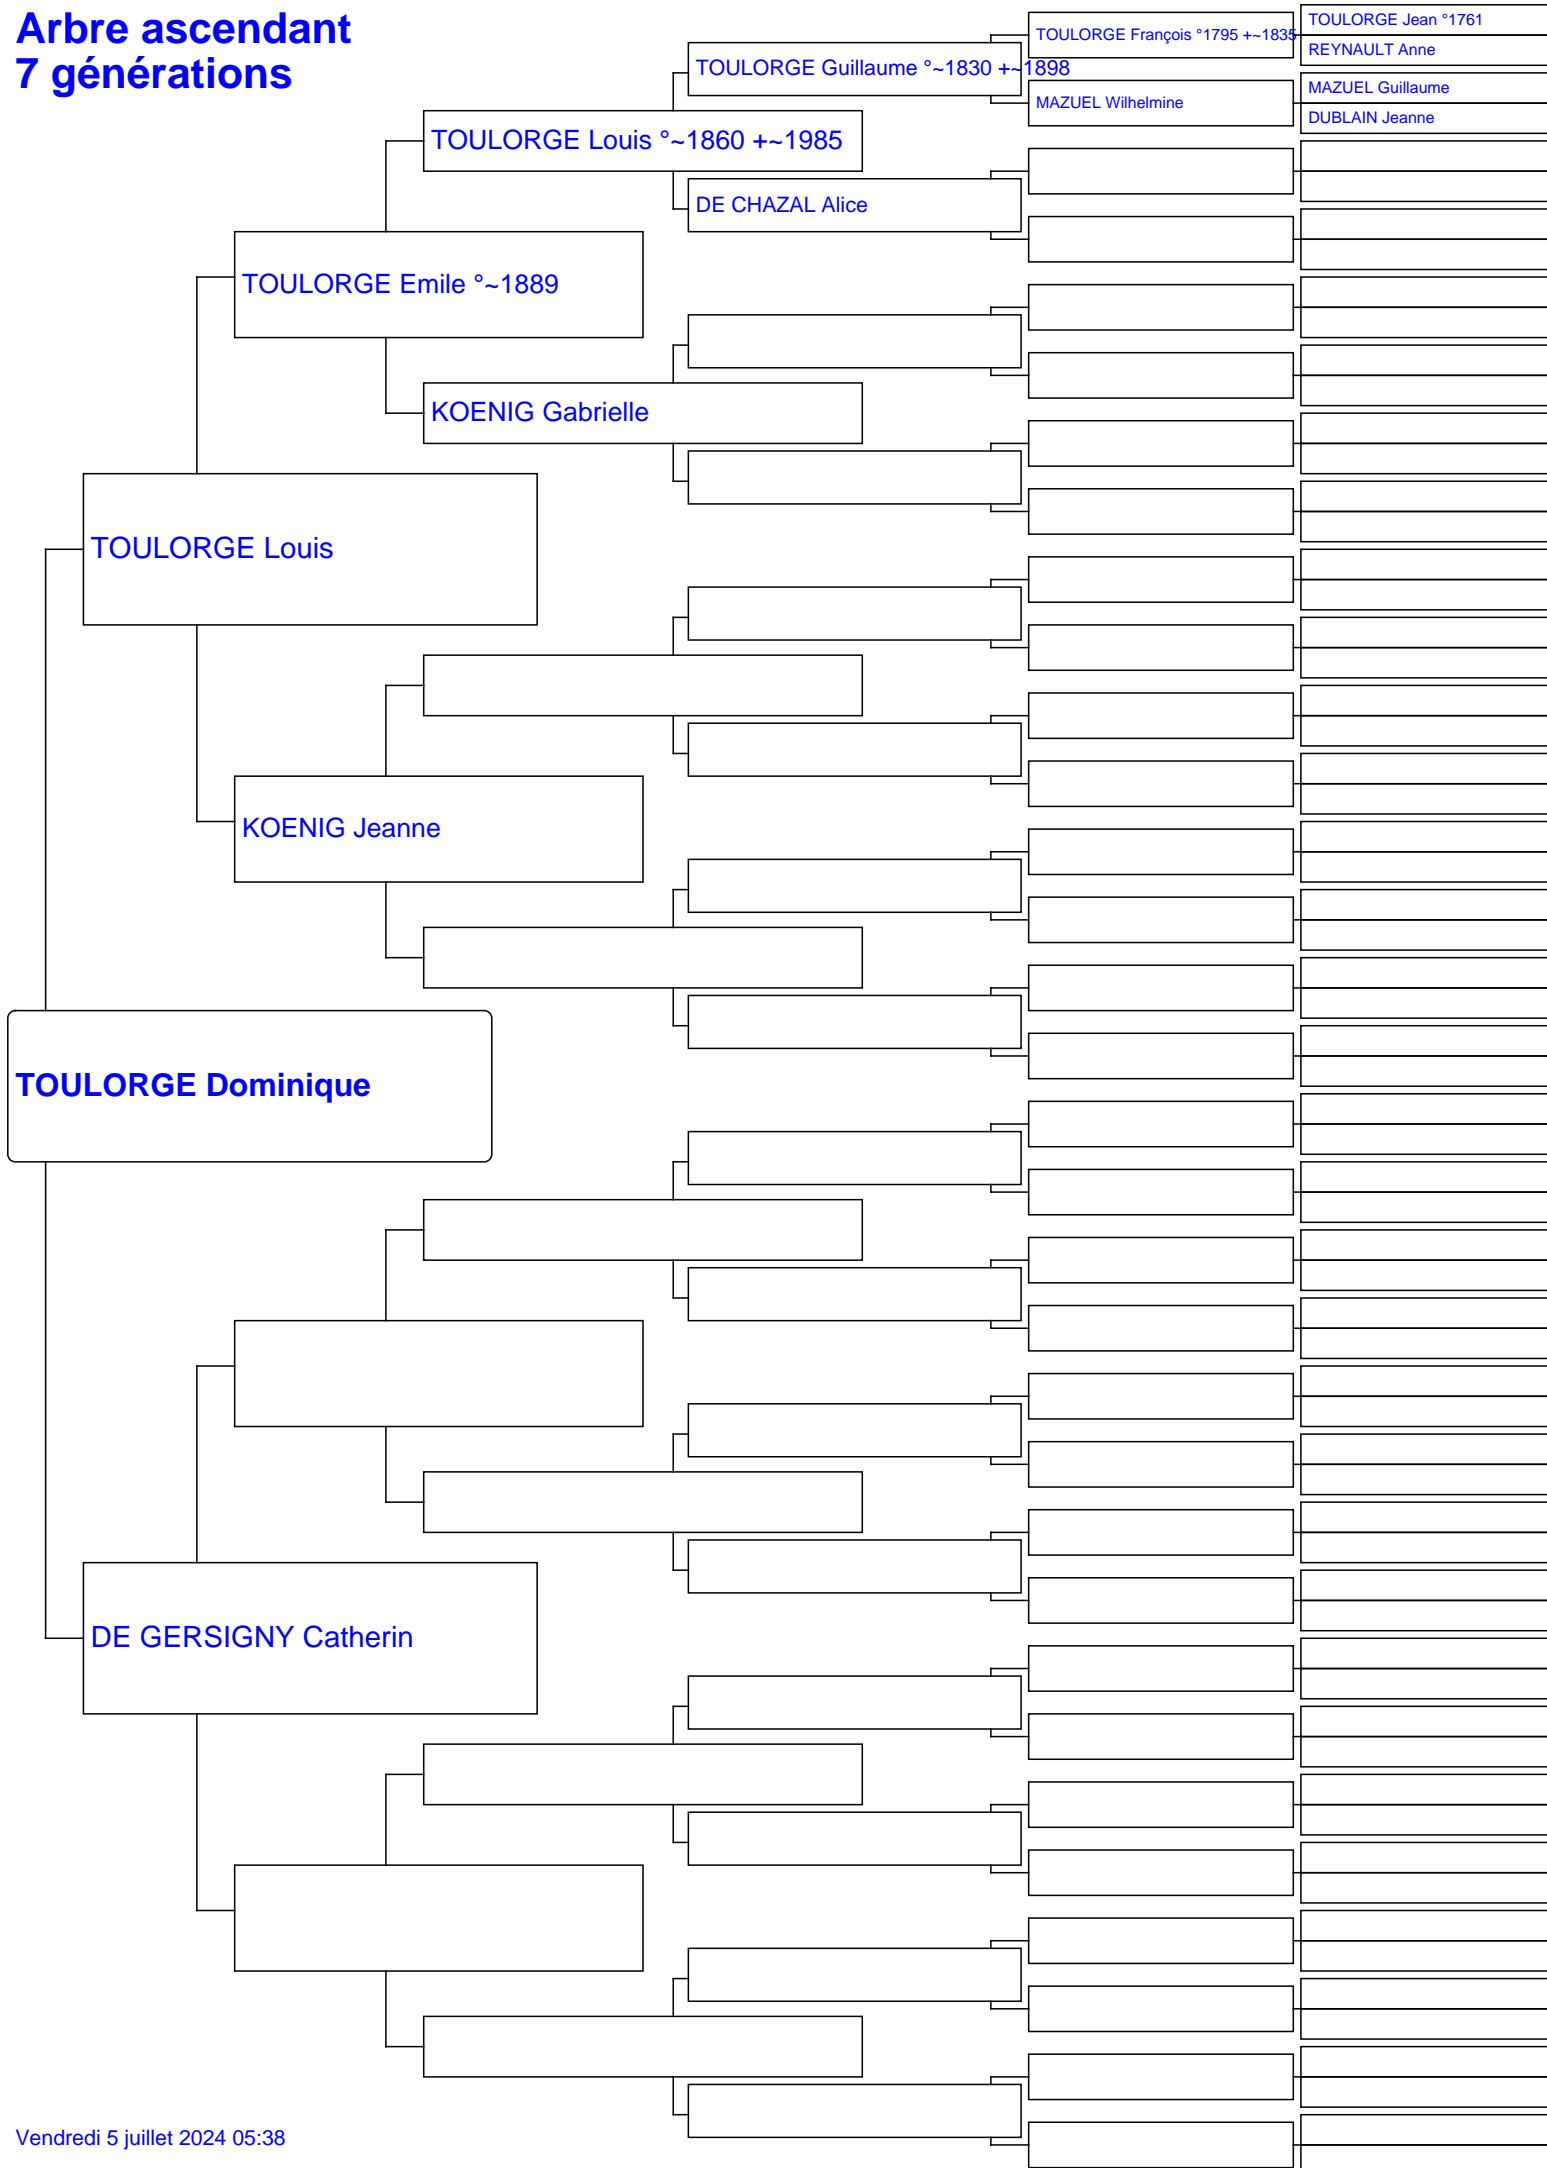 Arbre ascendant
7 générations
TOULORGE François °1795 +~1835
TOULORGE Jean °1761
REYNAULT Anne
TOULORGE Guillaume °~1830 +~1898
MAZUEL Wilhelmine
MAZUEL Guillaume
DUBLAIN Jeanne
TOULORGE Louis °~1860 +~1985
DE CHAZAL Alice
TOULORGE Emile °~1889
KOENIG Gabrielle
TOULORGE Louis
KOENIG Jeanne
TOULORGE Dominique
DE GERSIGNY Catherin
Vendredi 5 juillet 2024 05:38